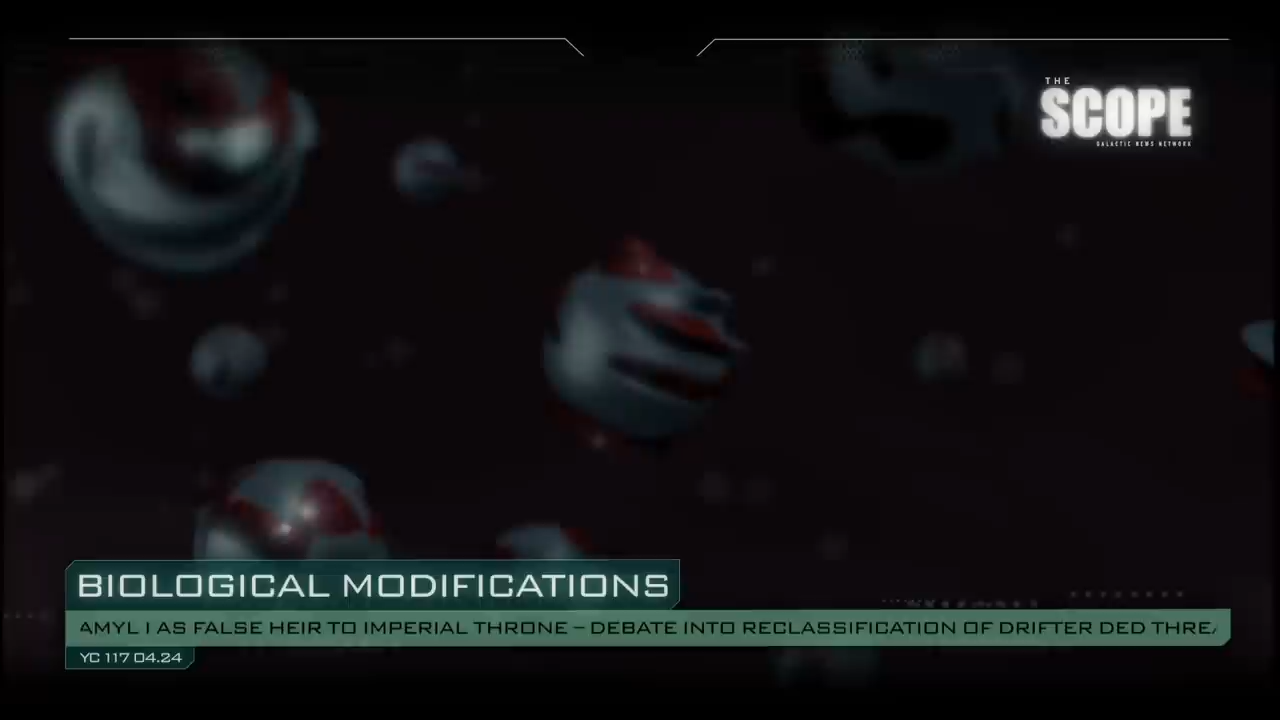 THE
SCOPE
GALACTIC NEWS NETWORK
BIOLOGICAL MODIFICATIONS
AMYL I AS FALSE HEIR TO IMPERIAL THRONE – DEBATE INTO RECLASSIFICATION OF DRIFTER DED THRE
YC 117 04.24